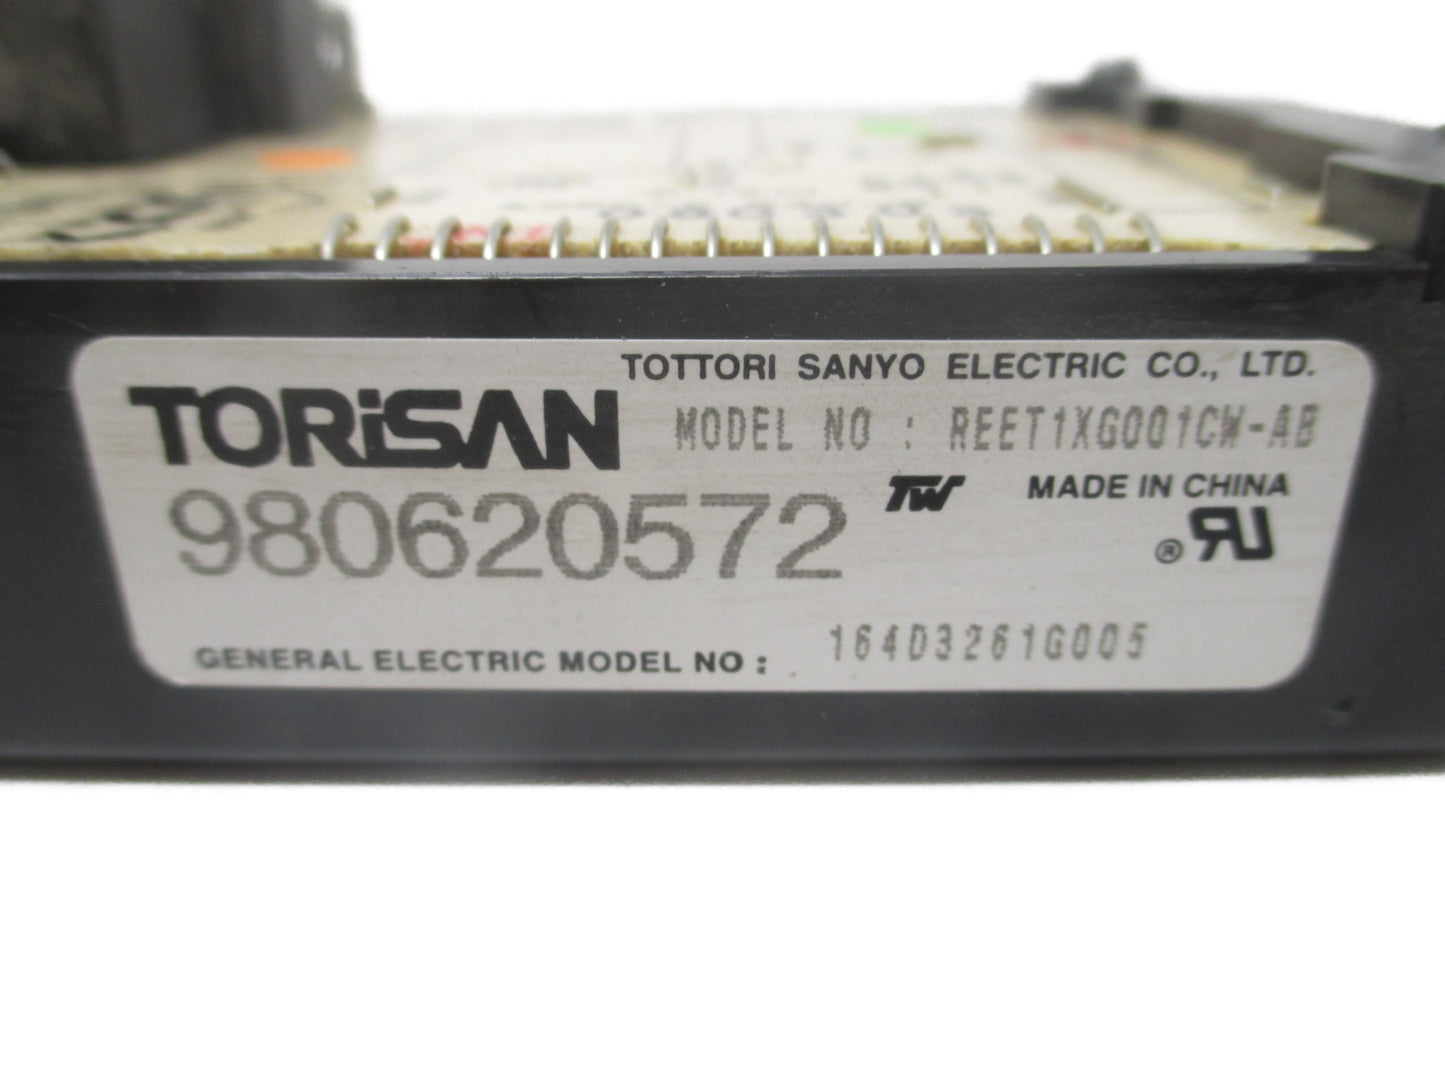 TOTTORI SANYO ELECTRIC CO., LTD.
TORiSAN
MODEL NO : REET1XG001CW-AB
980620572
TW
MADE IN CHINA
®
GENERAL ELECTRIC MODEL NO : 164D3261G005